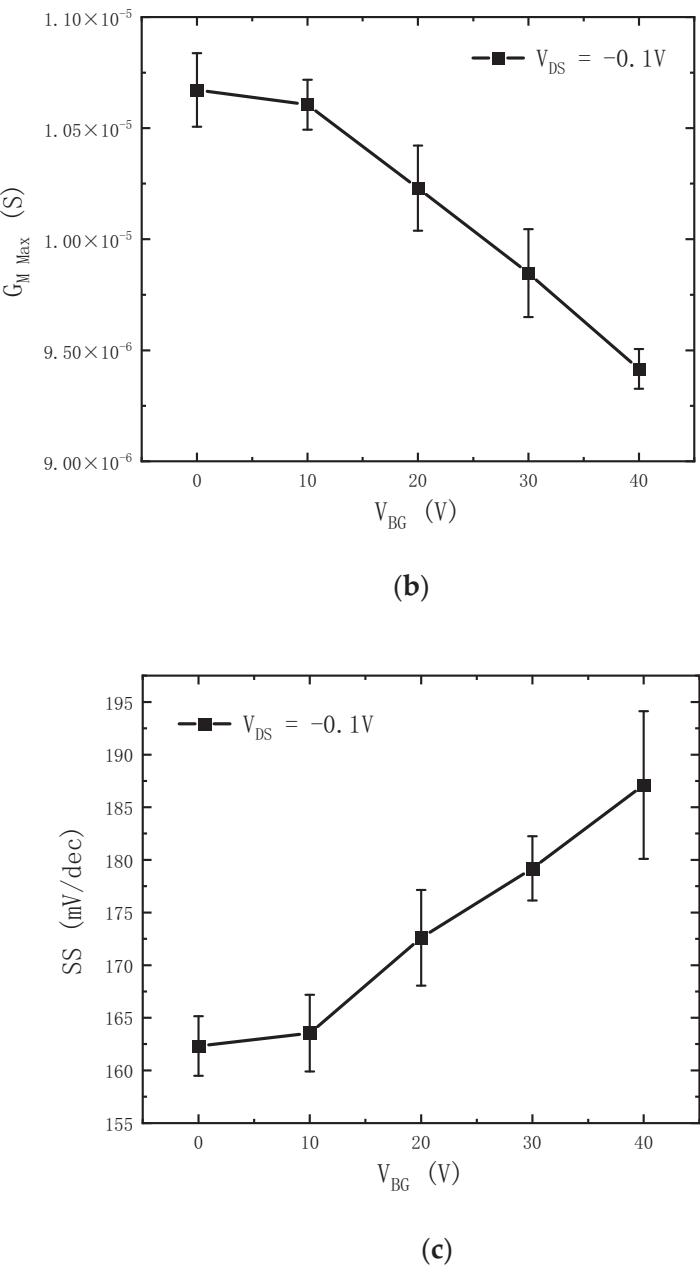 1.10×10⁻⁵
1.05×10⁻⁵
1.00×10⁻⁵
9.50×10⁻⁶
9.00×10⁻⁶
G_M Max (S)
V_DS = -0.1V
0 10 20 30 40
V_BG (V)
(b)
195
190
185
180
175
170
165
160
155
SS (mV/dec)
V_DS = -0.1V
0 10 20 30 40
V_BG (V)
(c)